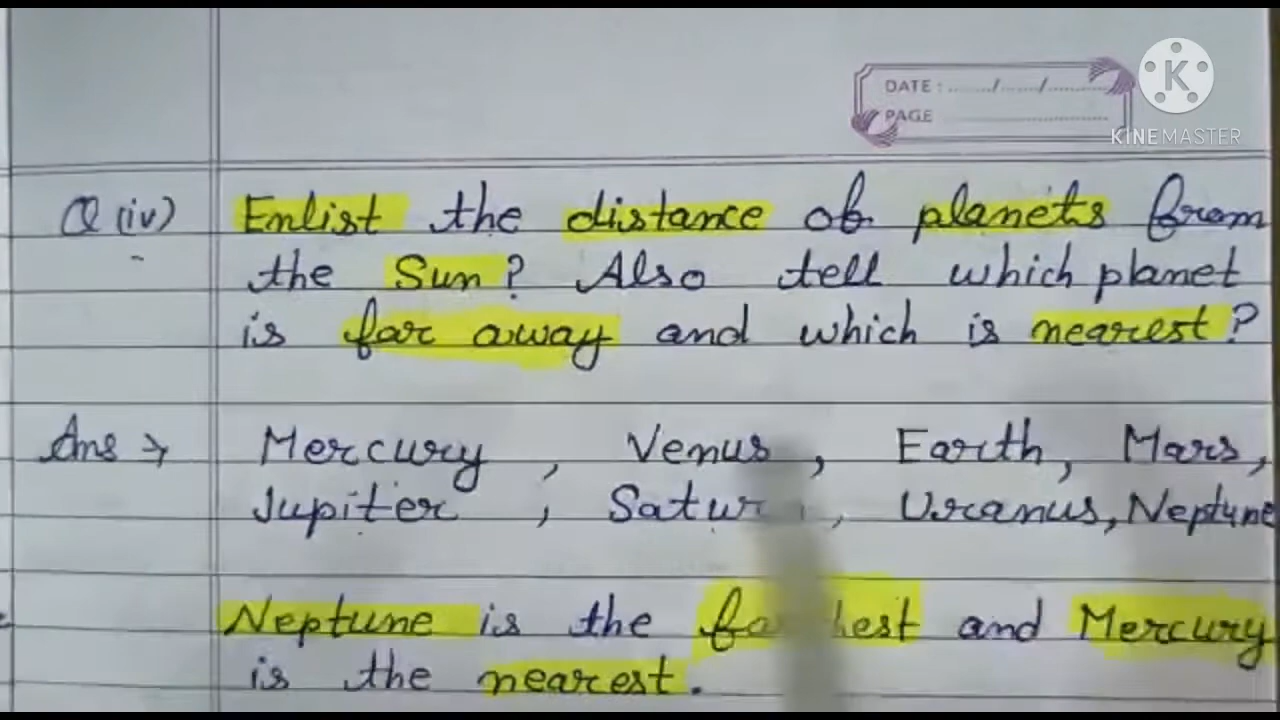 DATE : ......./....../..........
PAGE ..............................
KINEMASTER
Q (iv) Enlist the distance of planets from
the Sun? Also tell which planet
is far away and which is nearest?
Ans → Mercury, Venus, Earth, Mars,
Jupiter, Satur, Uranus, Neptune
Neptune is the and Mercury
is the nearest.